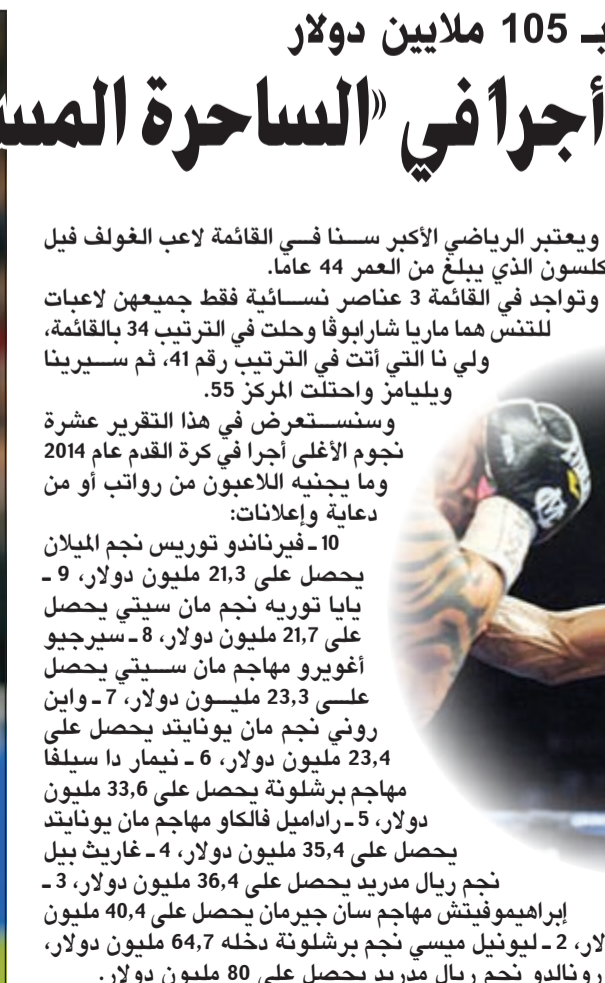 بـ 105 ملايين دولار
أجراً في «الساحرة
ويعتبر الرياضي الأكبر سنا في القائمة لاعب الغولف فيل
كلسون الذي يبلغ من العمر 44 عاما.
وتواجد في القائمة 3 عناصر نسائية فقط جميعهن لاعبات
للتنس هما ماريا شارابوڤا وحلت في الترتيب 34 بالقائمة،
ولي نا التي أتت في الترتيب رقم 41، ثم سيرينا
ويليامز واحتلت المركز 55.
وسنستعرض في هذا التقرير عشرة
نجوم الأغلى أجرا في كرة القدم عام 2014
وما يجنيه اللاعبون من رواتب أو من
دعاية وإعلانات:
10 ـ فيرناندو توريس نجم الميلان
يحصل على 21,3 مليون دولار، 9 ـ
يايا توريه نجم مان سيتي يحصل
على 21,7 مليون دولار، 8 ـ سيرجيو
أغويرو مهاجم مان سيتي يحصل
على 23,3 مليون دولار، 7 ـ واين
روني نجم مان يونايتد يحصل على
23,4 مليون دولار، 6 ـ نيمار دا سيلفا
مهاجم برشلونة يحصل على 33,6 مليون
دولار، 5 ـ راداميل فالكاو مهاجم مان يونايتد
يحصل على 35,4 مليون دولار، 4 ـ غاريث بيل
نجم ريال مدريد يحصل على 36,4 مليون دولار، 3 ـ
إبراهيموفيتش مهاجم سان جيرمان يحصل على 40,4 مليون
لار، 2 ـ ليونيل ميسي نجم برشلونة دخله 64,7 مليون دولار،
رونالدو نجم ريال مدريد يحصل على 80 مليون دولار.